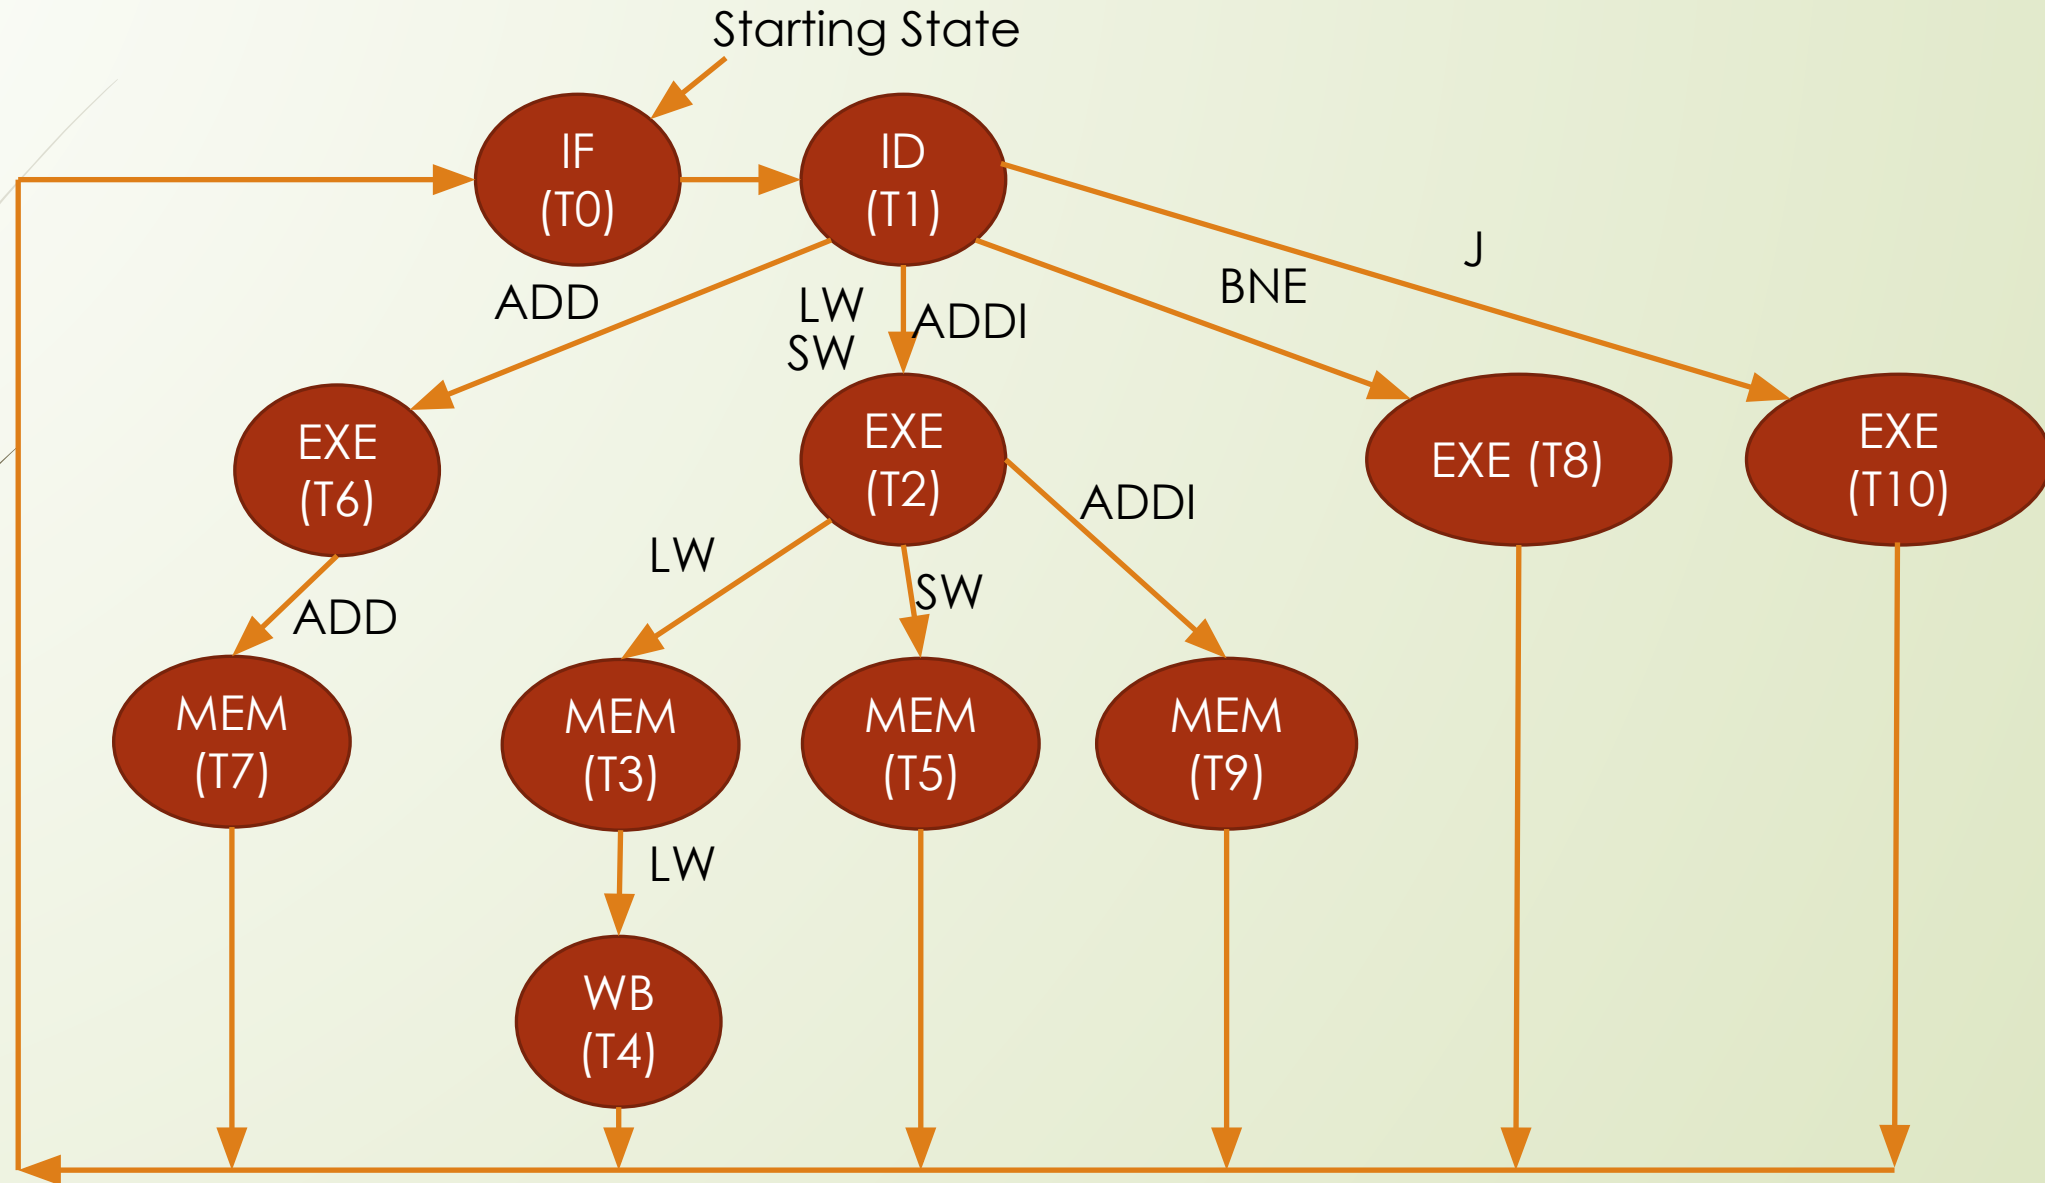 Starting State
IF
(T0)
ID
(T1)
J
BNE
ADD
LW
SW
ADDI
EXE
(T6)
EXE
(T2)
EXE (T8)
EXE
(T10)
ADDI
LW
SW
ADD
MEM
(T7)
MEM
(T3)
MEM
(T5)
MEM
(T9)
LW
WB
(T4)